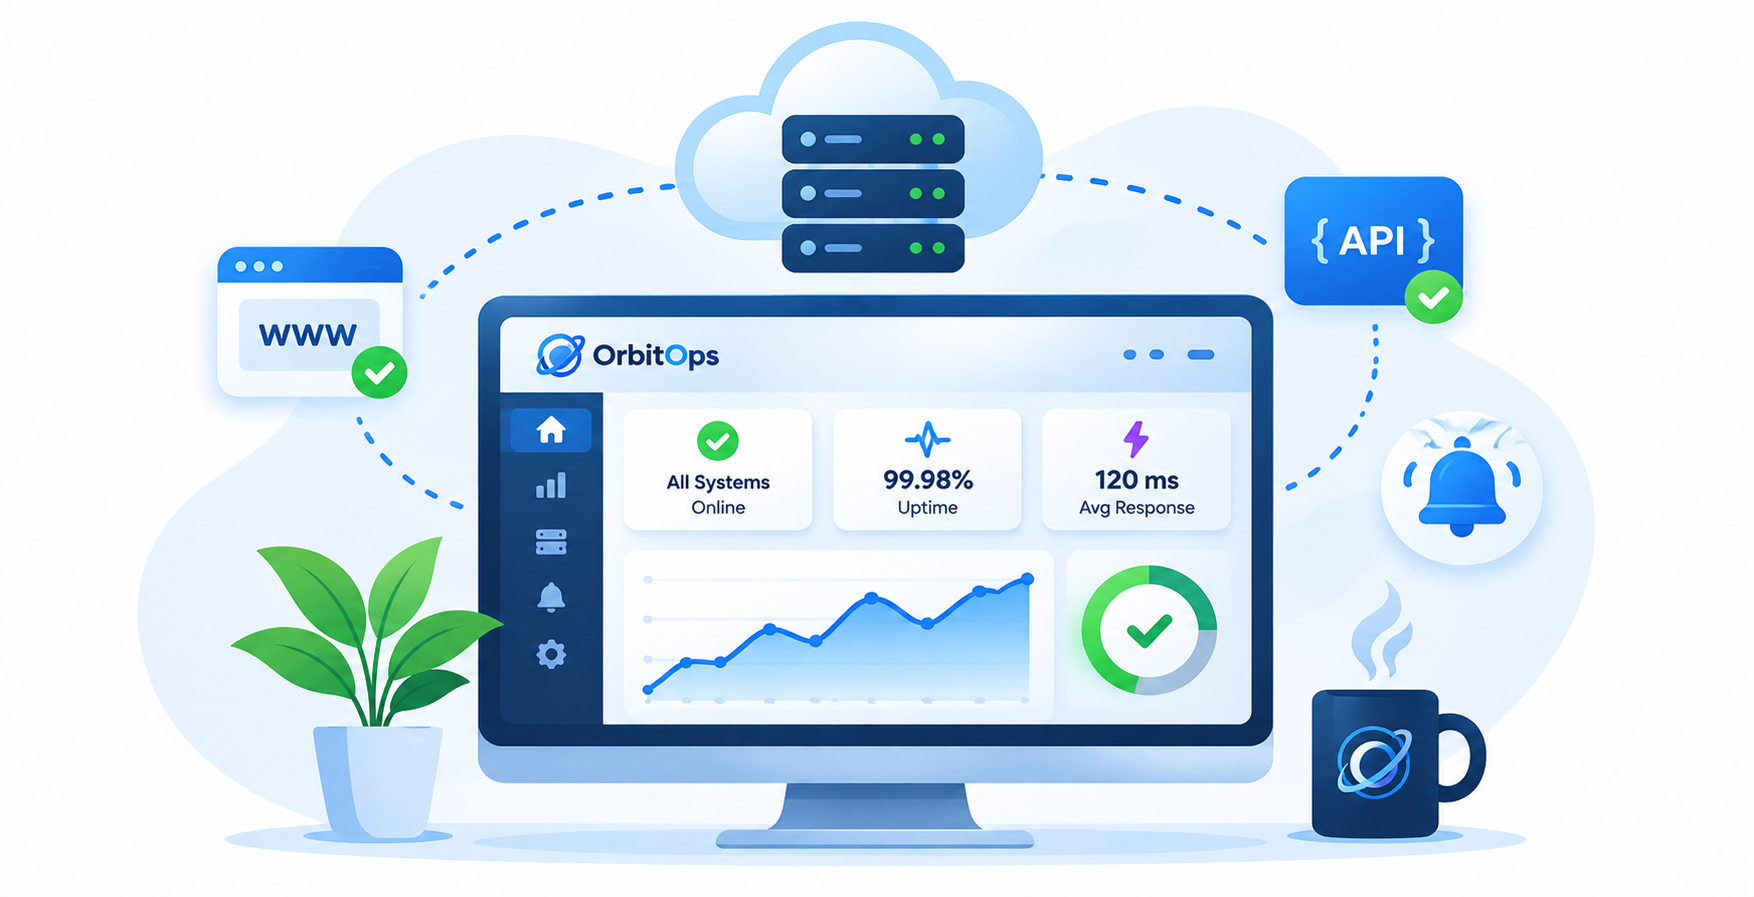 WWW
{ API }
OrbitOps
All Systems
Online
99.98%
Uptime
120 ms
Avg Response